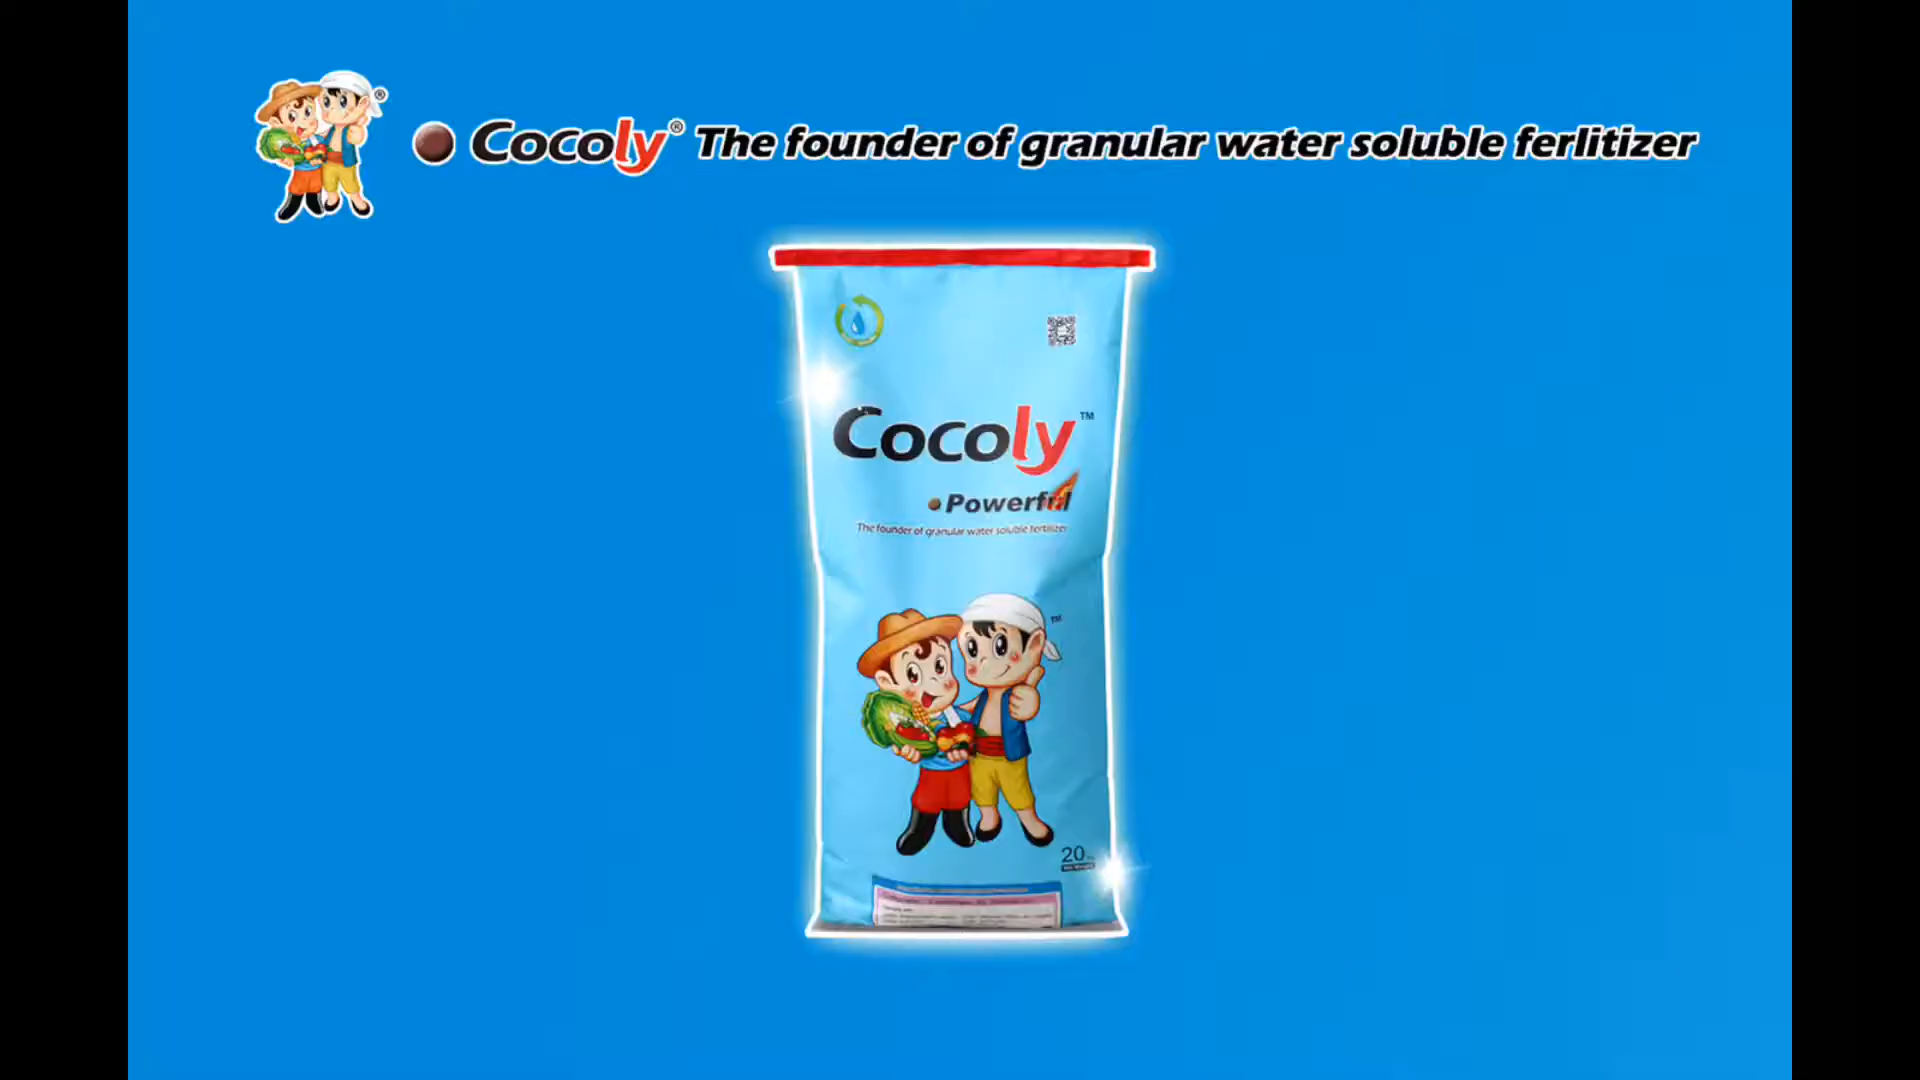 Cocoly® The founder of granular water soluble ferlitizer
Cocoly™
Powerful
The founder of granular water soluble fertilizer
20